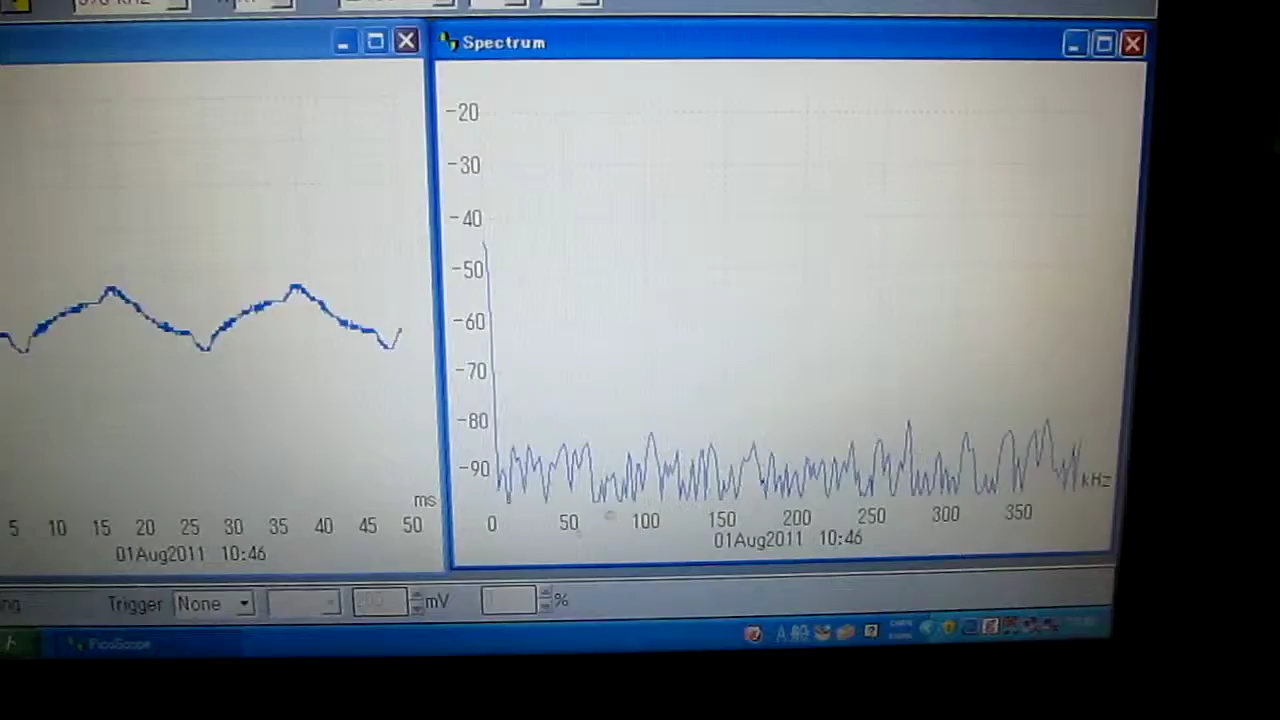 Spectrum
-20
-30
-40
-50
-60
-70
-80
-90
kHz
ms
5 10 15 20 25 30 35 40 45 50
01Aug2011 10:46
0 50 100 150 200 250 300 350
01Aug2011 10:46
Trigger None mV %
PicoScope